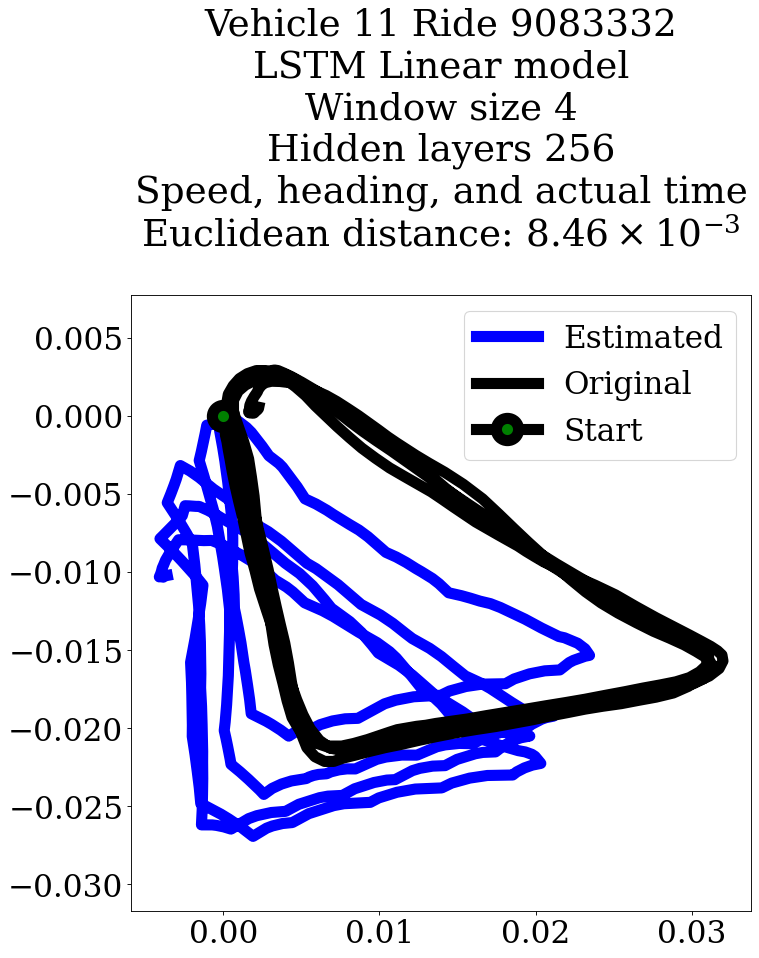 Vehicle 11 Ride 9083332
LSTM Linear model
Window size 4
Hidden layers 256
Speed, heading, and actual time
Euclidean distance: 8.46 × 10⁻³
Estimated
Original
Start
0.005
0.000
−0.005
−0.010
−0.015
−0.020
−0.025
−0.030
0.00
0.01
0.02
0.03